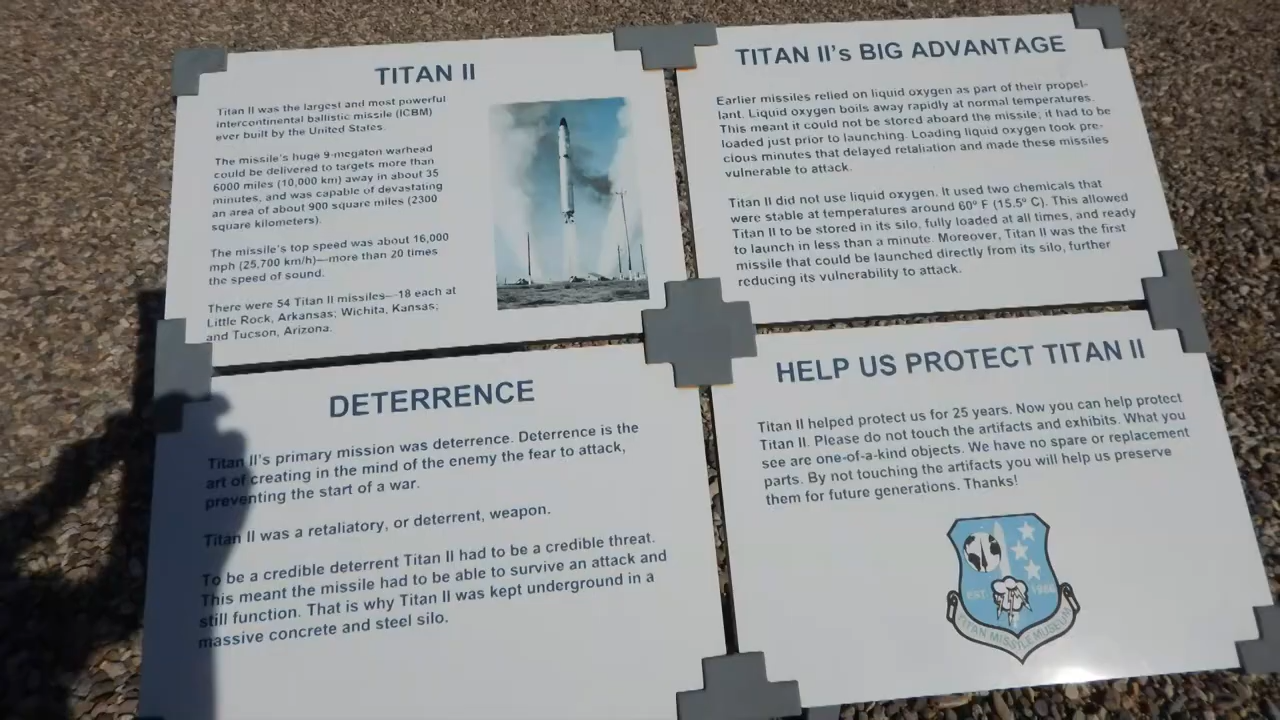 TITAN II
Titan II was the largest and most powerful
intercontinental ballistic missile (ICBM)
ever built by the United States.
The missile's huge 9-megaton warhead
could be delivered to targets more than
6000 miles (10,000 km) away in about 35
minutes, and was capable of devastating
an area of about 900 square miles (2300
square kilometers).
The missile's top speed was about 16,000
mph (25,700 km/h)—more than 20 times
the speed of sound.
There were 54 Titan II missiles—18 each at
Little Rock, Arkansas; Wichita, Kansas;
and Tucson, Arizona.
TITAN II's BIG ADVANTAGE
Earlier missiles relied on liquid oxygen as part of their propel-
lant. Liquid oxygen boils away rapidly at normal temperatures.
This meant it could not be stored aboard the missile; it had to be
loaded just prior to launching. Loading liquid oxygen took pre-
cious minutes that delayed retaliation and made these missiles
vulnerable to attack.
Titan II did not use liquid oxygen. It used two chemicals that
were stable at temperatures around 60° F (15.5° C). This allowed
Titan II to be stored in its silo, fully loaded at all times, and ready
to launch in less than a minute. Moreover, Titan II was the first
missile that could be launched directly from its silo, further
reducing its vulnerability to attack.
DETERRENCE
Titan II's primary mission was deterrence. Deterrence is the
art of creating in the mind of the enemy the fear to attack,
preventing the start of a war.
Titan II was a retaliatory, or deterrent, weapon.
To be a credible deterrent Titan II had to be a credible threat.
This meant the missile had to be able to survive an attack and
still function. That is why Titan II was kept underground in a
massive concrete and steel silo.
HELP US PROTECT TITAN II
Titan II helped protect us for 25 years. Now you can help protect
Titan II. Please do not touch the artifacts and exhibits. What you
see are one-of-a-kind objects. We have no spare or replacement
parts. By not touching the artifacts you will help us preserve
them for future generations. Thanks!
EST. 1986
TITAN MISSILE MUSEUM